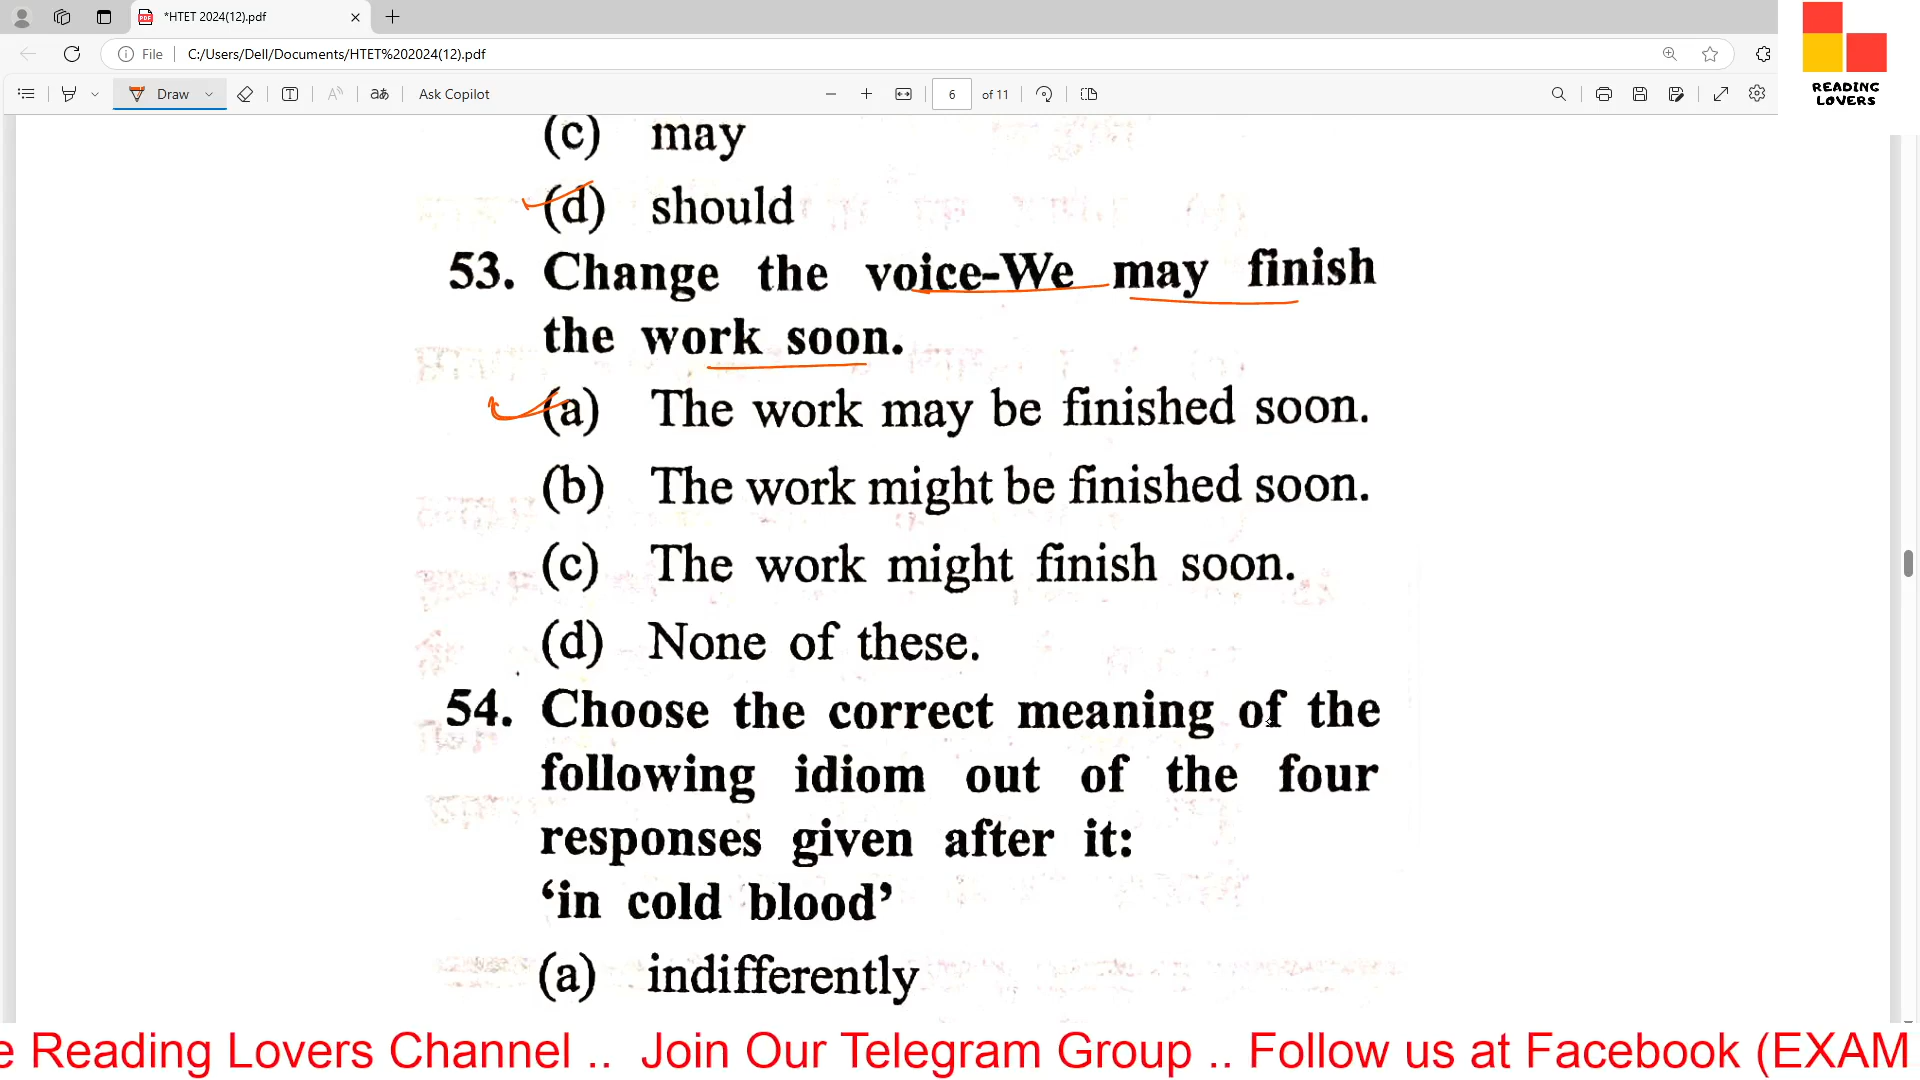 *HTET 2024(12).pdf
File
C:/Users/Dell/Documents/HTET%202024(12).pdf
Draw
Ask Copilot
6
of 11
READING
LOVERS
(c) may
(d) should
53. Change the voice-We may finish
the work soon.
(a) The work may be finished soon.
(b) The work might be finished soon.
(c) The work might finish soon.
(d) None of these.
54. Choose the correct meaning of the
following idiom out of the four
responses given after it:
‘in cold blood’
(a) indifferently
e Reading Lovers Channel .. Join Our Telegram Group .. Follow us at Facebook (EXAM